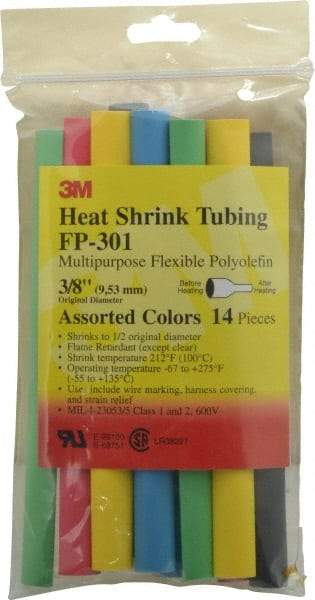 3M
Heat Shrink Tubing
FP-301
Multipurpose Flexible Polyolefin
3/8" (9,53 mm)
Original Diameter
Before Heating
After Heating
Assorted Colors 14 Pieces
• Shrinks to 1/2 original diameter
• Flame Retardant (except clear)
• Shrink temperature 212°F (100°C)
• Operating temperature -67 to +275°F
(-55 to +135°C)
• Use: include wire marking, harness covering,
and strain relief
• MIL-I-23053/5 Class 1 and 2, 600V